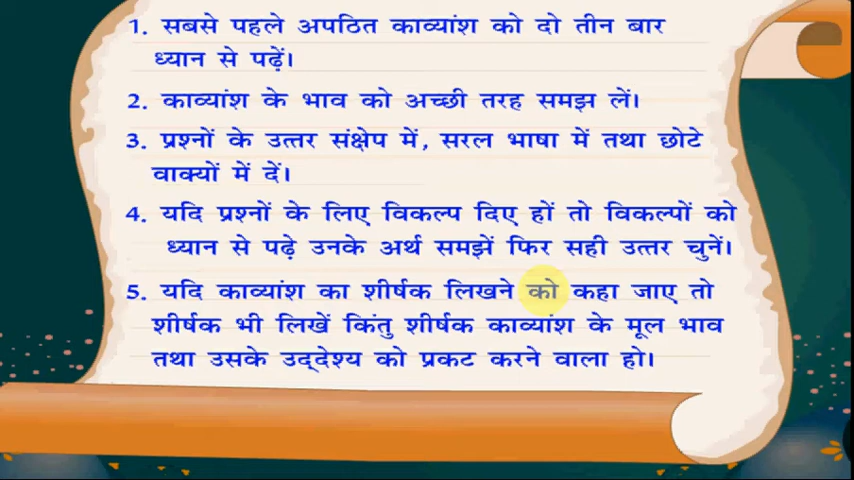 1. सबसे पहले अपठित काव्यांश को दो तीन बार
ध्यान से पढ़ें।
2. काव्यांश के भाव को अच्छी तरह समझ लें।
3. प्रश्नों के उत्तर संक्षेप में, सरल भाषा में तथा छोटे
वाक्यों में दें।
4. यदि प्रश्नों के लिए विकल्प दिए हों तो विकल्पों को
ध्यान से पढ़े उनके अर्थ समझें फिर सही उत्तर चुनें।
5. यदि काव्यांश का शीर्षक लिखने को कहा जाए तो
शीर्षक भी लिखें किंतु शीर्षक काव्यांश के मूल भाव
तथा उसके उद्देश्य को प्रकट करने वाला हो।